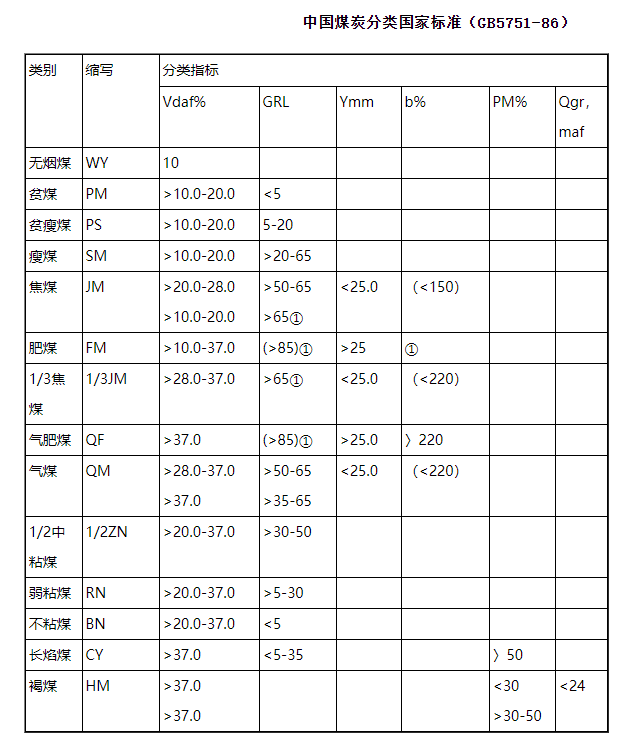 中国煤炭分类国家标准（GB5751-86）
类别 缩写 分类指标
Vdaf% GRL Ymm b% PM% Qgr,
maf
无烟煤 WY 10
贫煤 PM >10.0-20.0 <5
贫瘦煤 PS >10.0-20.0 5-20
瘦煤 SM >10.0-20.0 >20-65
焦煤 JM >20.0-28.0 >50-65 <25.0 （<150）
>10.0-20.0 >65①
肥煤 FM >10.0-37.0 (>85)① >25 ①
1/3焦 1/3JM >28.0-37.0 >65① <25.0 （<220）
煤
气肥煤 QF >37.0 (>85)① >25.0 〉220
气煤 QM >28.0-37.0 >50-65 <25.0 （<220）
>37.0 >35-65
1/2中 1/2ZN >20.0-37.0 >30-50
粘煤
弱粘煤 RN >20.0-37.0 >5-30
不粘煤 BN >20.0-37.0 <5
长焰煤 CY >37.0 <5-35 〉50
褐煤 HM >37.0 <30 <24
>37.0 >30-50